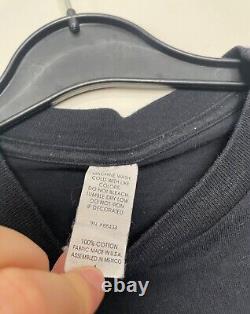 MACHINE WASH
COLD WITH LIKE
COLORS.
DO NOT BLEACH.
TUMBLE DRY LOW
DO NOT IRON
IF DECORATED
100% COTTON
FABRIC MADE IN U.S.A.
ASSEMBLED IN MEXICO